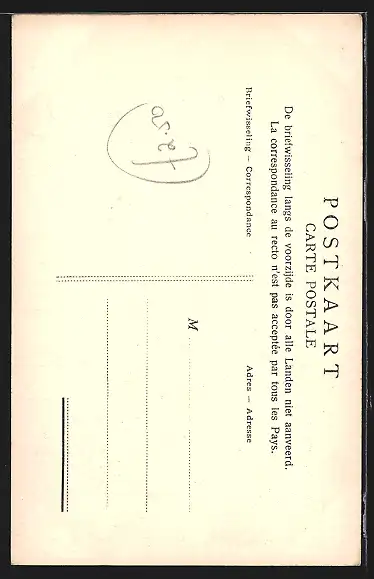 POSTKAART
CARTE POSTALE
De briefwisseling langs de voorzijde is door alle Landen niet aanveerd.
La correspondance au recto n'est pas acceptée par tous les Pays.
Briefwisseling — Correspondance
Adres — Adresse
M